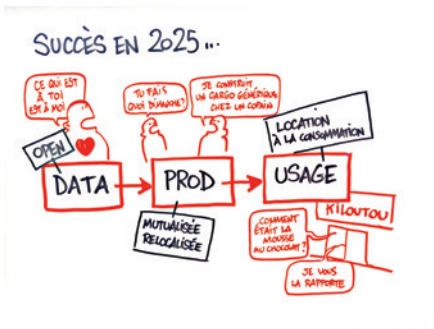 SUCCÈS EN 2025...
CE QUI EST
À TOI
EST À MOI
TU FAIS
QUOI DIMANCHE?
JE CONSTRUIT
UN CARGO GÉNÉRIQUE
CHEZ UN COPAIN
OPEN
DATA
PROD
MUTUALISÉE
RELOCALISÉE
LOCATION
À LA CONSOMMATION
USAGE
KILOUTOU
COMMENT
ÉTAIT LA
MOUSSE
AU CHOCOLAT?
JE VOUS
LA RAPPORTE